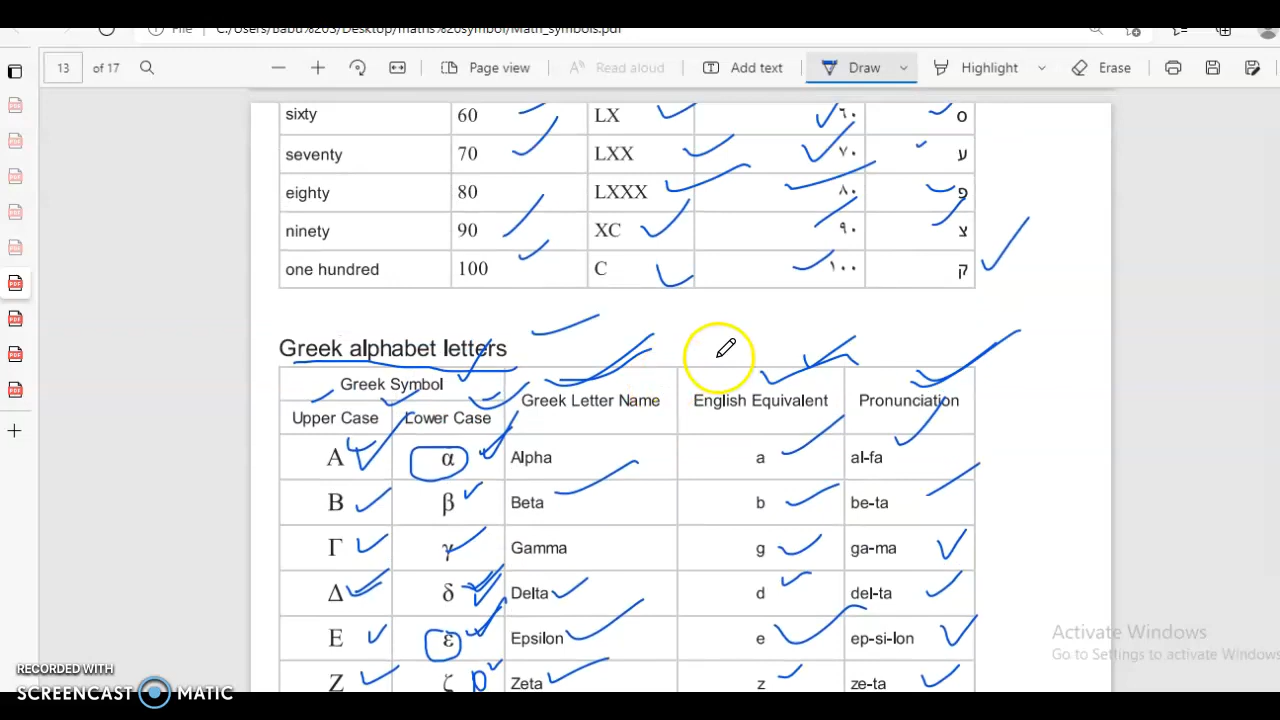 File C:/Users/Babu%20S/Desktop/maths%20symbol/Math_symbols.pdf
13 of 17 Page view Read aloud Add text Draw Highlight Erase
sixty 60 LX ٦٠ ס
seventy 70 LXX ٧٠ ע
eighty 80 LXXX ٨٠ פ
ninety 90 XC ٩٠ צ
one hundred 100 C ١٠٠ ק
Greek alphabet letters
Greek Symbol Greek Letter Name English Equivalent Pronunciation
Upper Case Lower Case
Α α Alpha a al-fa
Β β Beta b be-ta
Γ γ Gamma g ga-ma
Δ δ Delta d del-ta
Ε ε Epsilon e ep-si-lon
Ζ ζ Zeta z ze-ta
Activate Windows
Go to Settings to activate Windows
RECORDED WITH
SCREENCAST MATIC